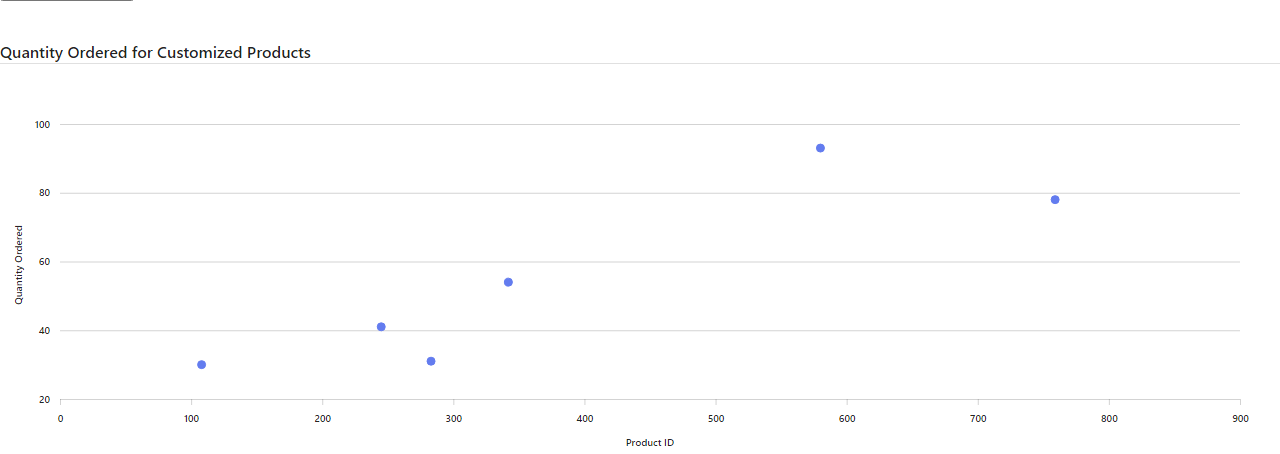 Quantity Ordered for Customized Products
100
80
60
40
20
Quantity Ordered
0 100 200 300 400 500 600 700 800 900
Product ID